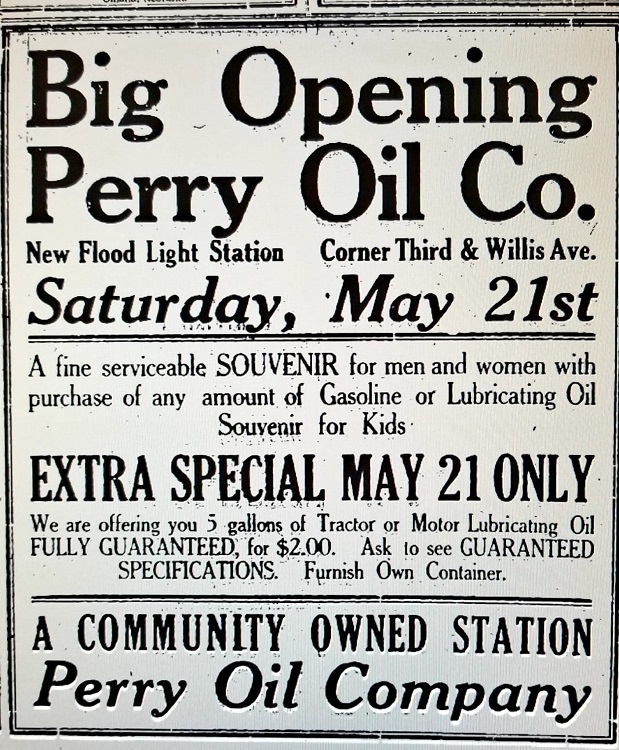 Big Opening
Perry Oil Co.
New Flood Light Station Corner Third & Willis Ave.
Saturday, May 21st
A fine serviceable SOUVENIR for men and women with
purchase of any amount of Gasoline or Lubricating Oil
Souvenir for Kids
EXTRA SPECIAL MAY 21 ONLY
We are offering you 5 gallons of Tractor or Motor Lubricating Oil
FULLY GUARANTEED, for $2.00. Ask to see GUARANTEED
SPECIFICATIONS. Furnish Own Container.
A COMMUNITY OWNED STATION
Perry Oil Company